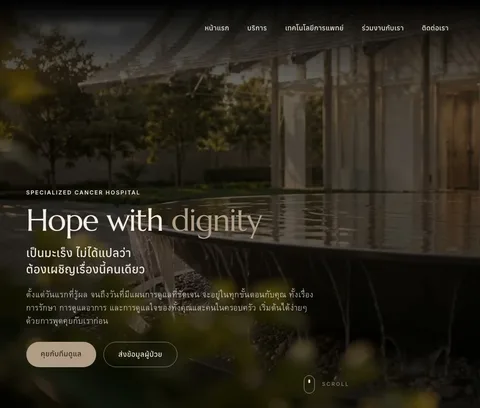 หน้าแรก บริการ เทคโนโลยีการแพทย์ ร่วมงานกับเรา ติดต่อเรา
SPECIALIZED CANCER HOSPITAL
Hope with dignity
เป็นมะเร็ง ไม่ได้แปลว่า
ต้องเผชิญเรื่องนี้คนเดียว
ตั้งแต่วันแรกที่รู้ผล จนถึงวันที่มีแผนการดูแลที่ชัดเจน จะอยู่ในทุกขั้นตอนกับคุณ ทั้งเรื่อง
การรักษา การดูแลอาการ และการดูแลใจของทั้งคุณและคนในครอบครัว เริ่มต้นได้ง่ายๆ
ด้วยการพูดคุยกับเราก่อน
คุยกับทีมดูแล ส่งข้อมูลผู้ป่วย
SCROLL